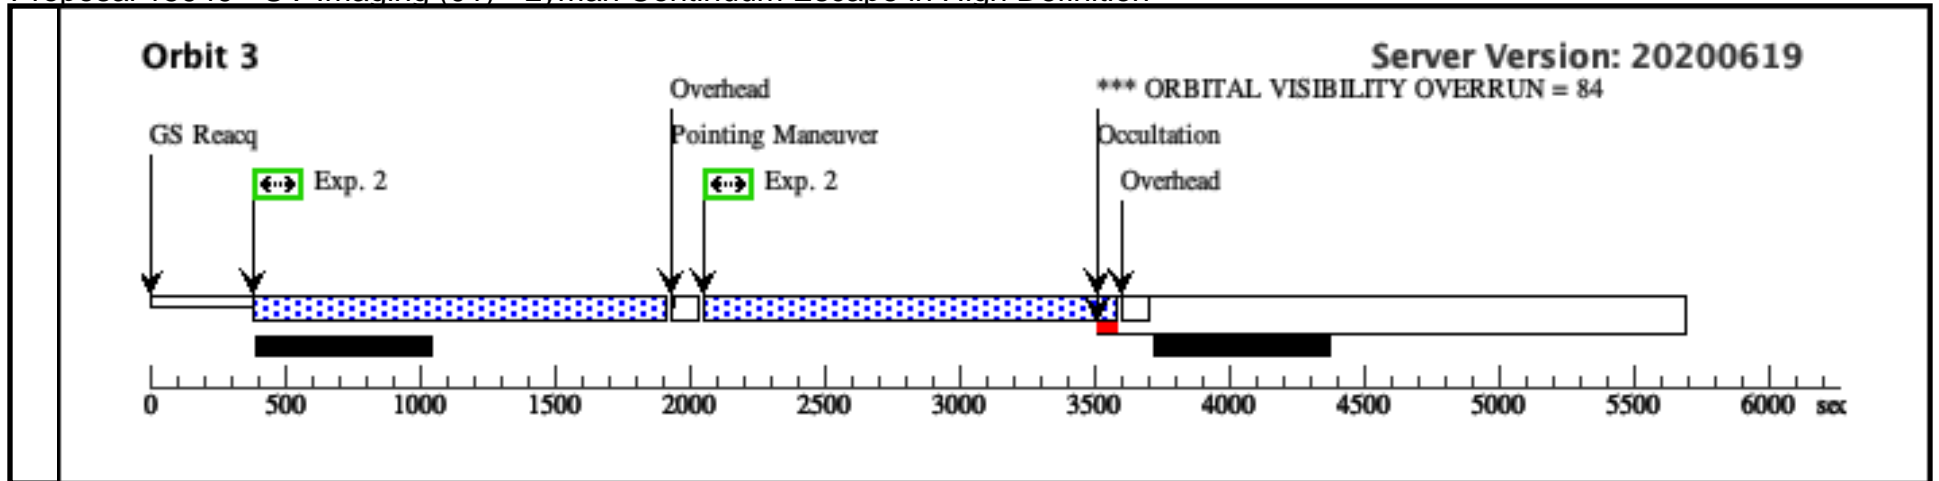 Orbit 3
Server Version: 20200619
Overhead
*** ORBITAL VISIBILITY OVERRUN = 84
GS Reacq
Pointing Maneuver
Occultation
Exp. 2
Exp. 2
Overhead
0 500 1000 1500 2000 2500 3000 3500 4000 4500 5000 5500 6000 sec